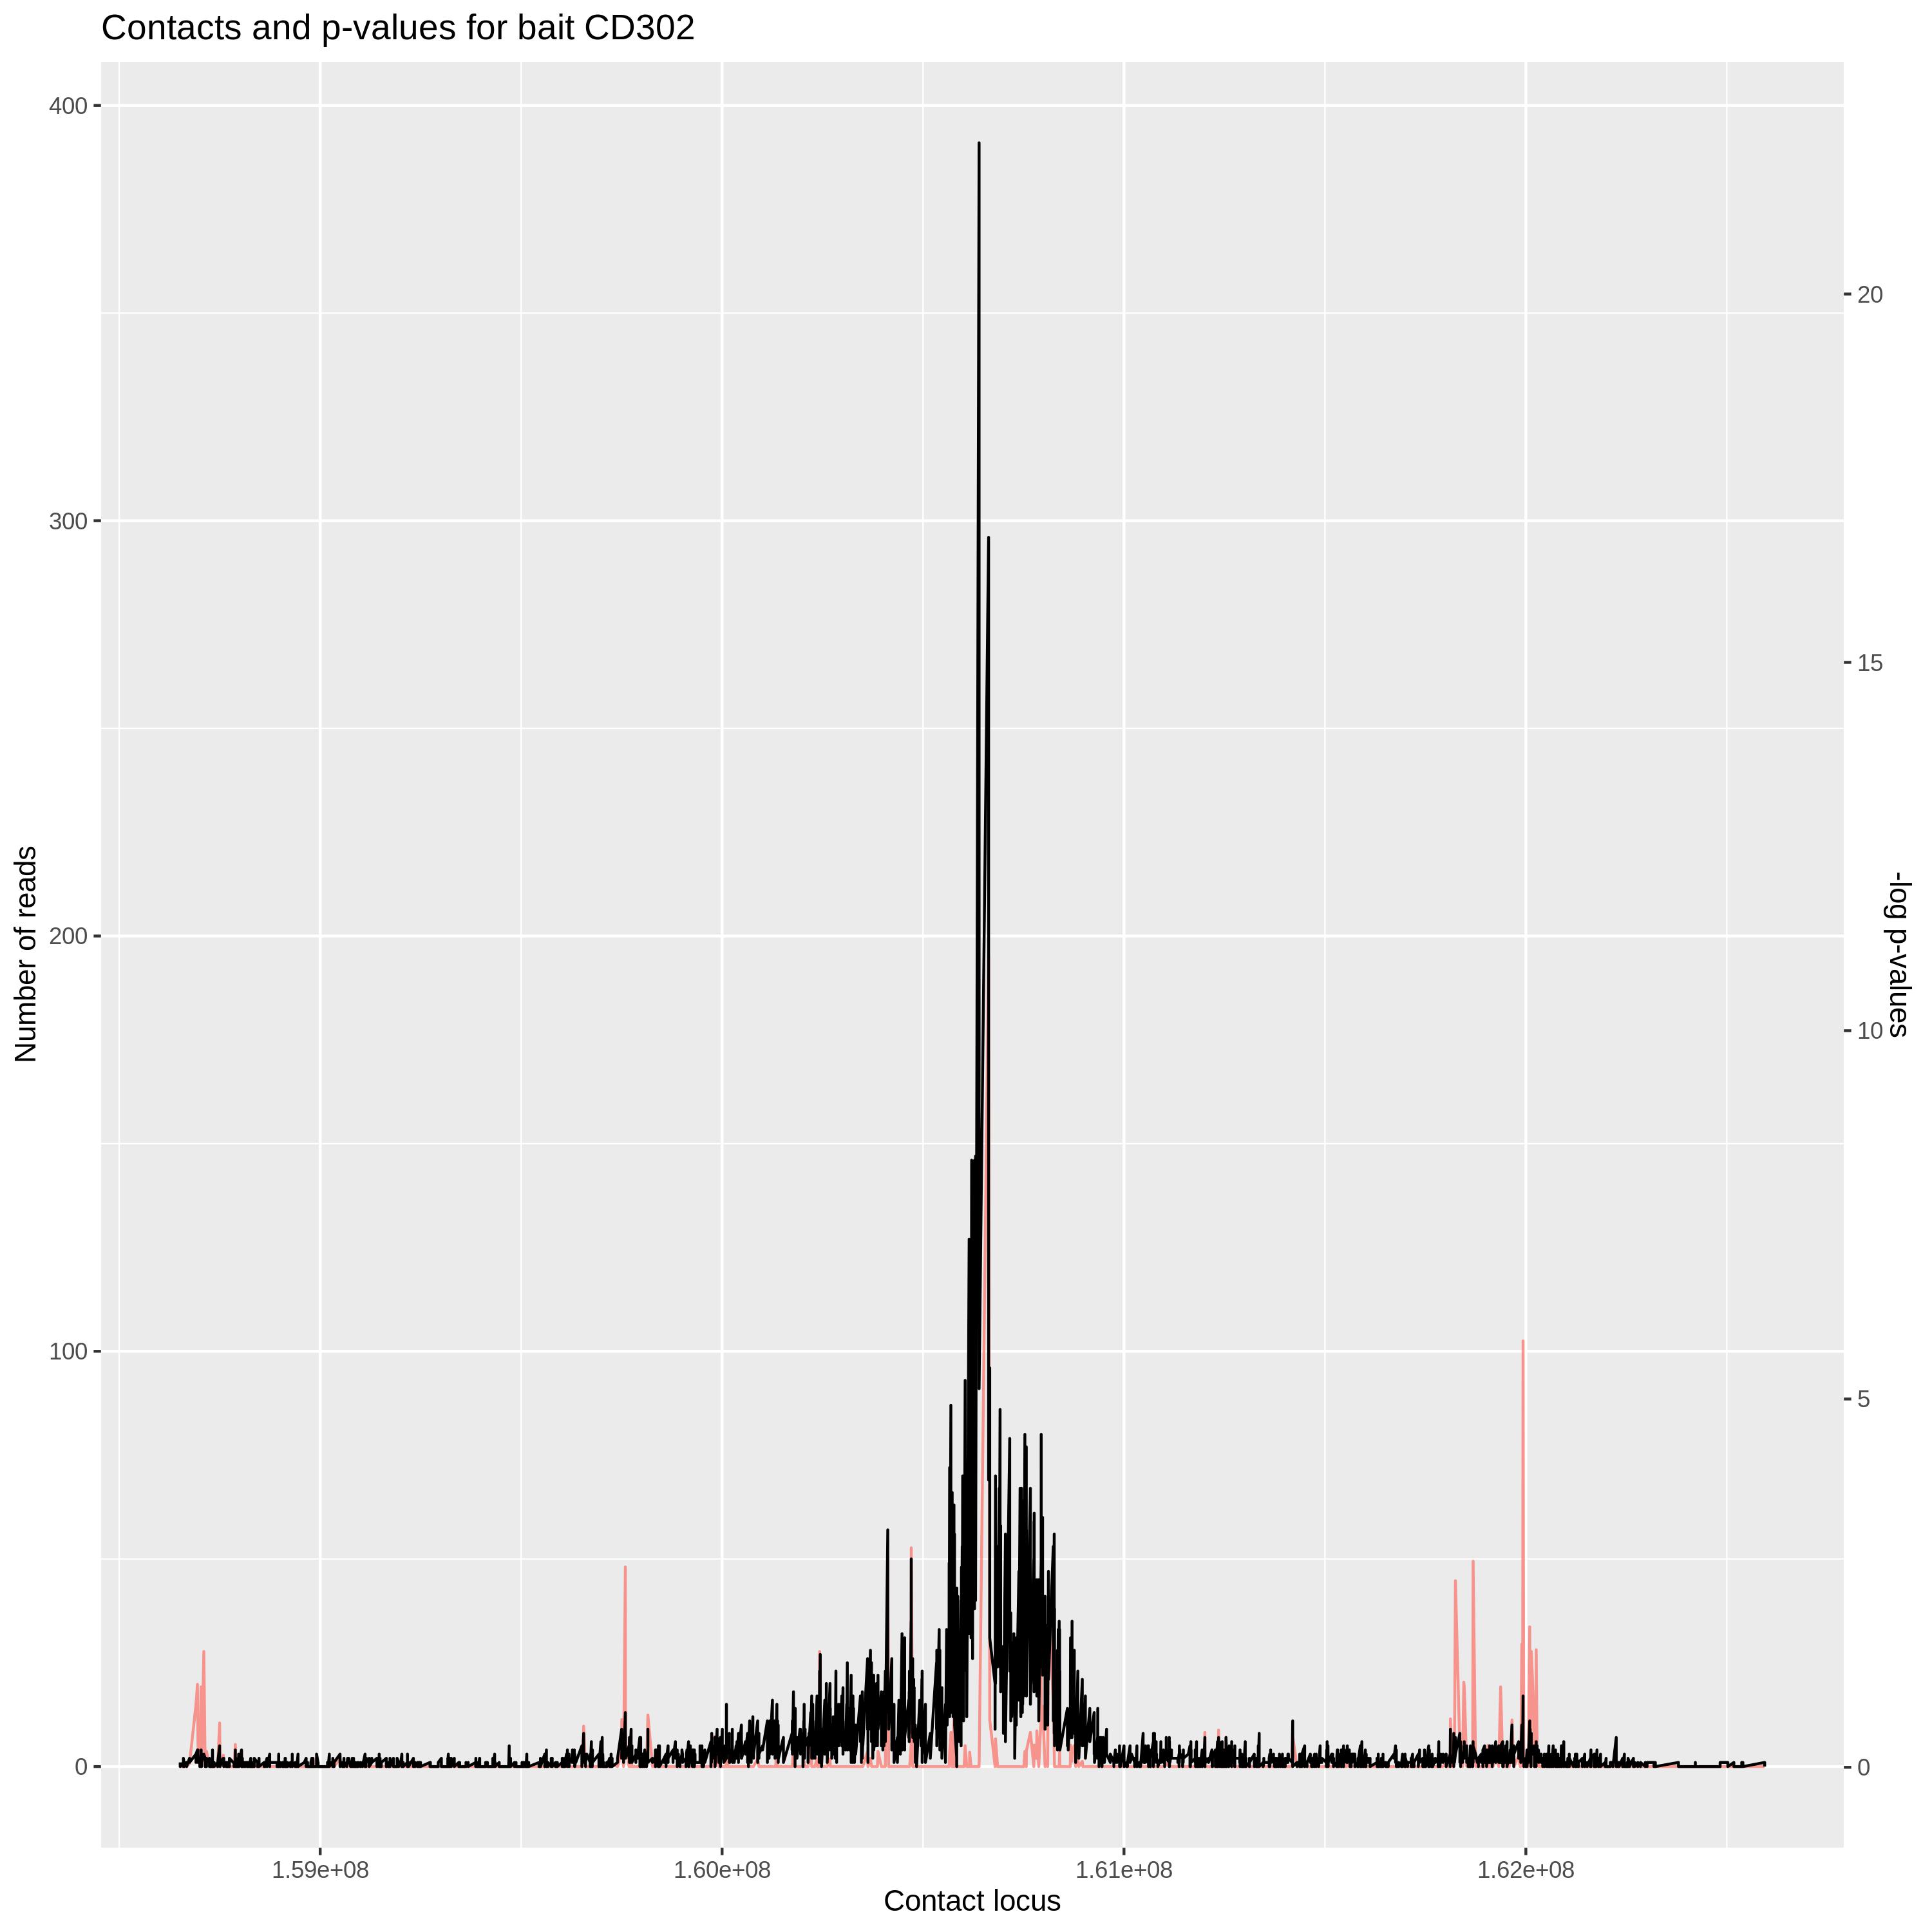 Contacts and p-values for bait CD302
400
300
200
100
0
Number of reads
20
15
10
5
0
-log p-values
1.59e+08
1.60e+08
1.61e+08
1.62e+08
Contact locus